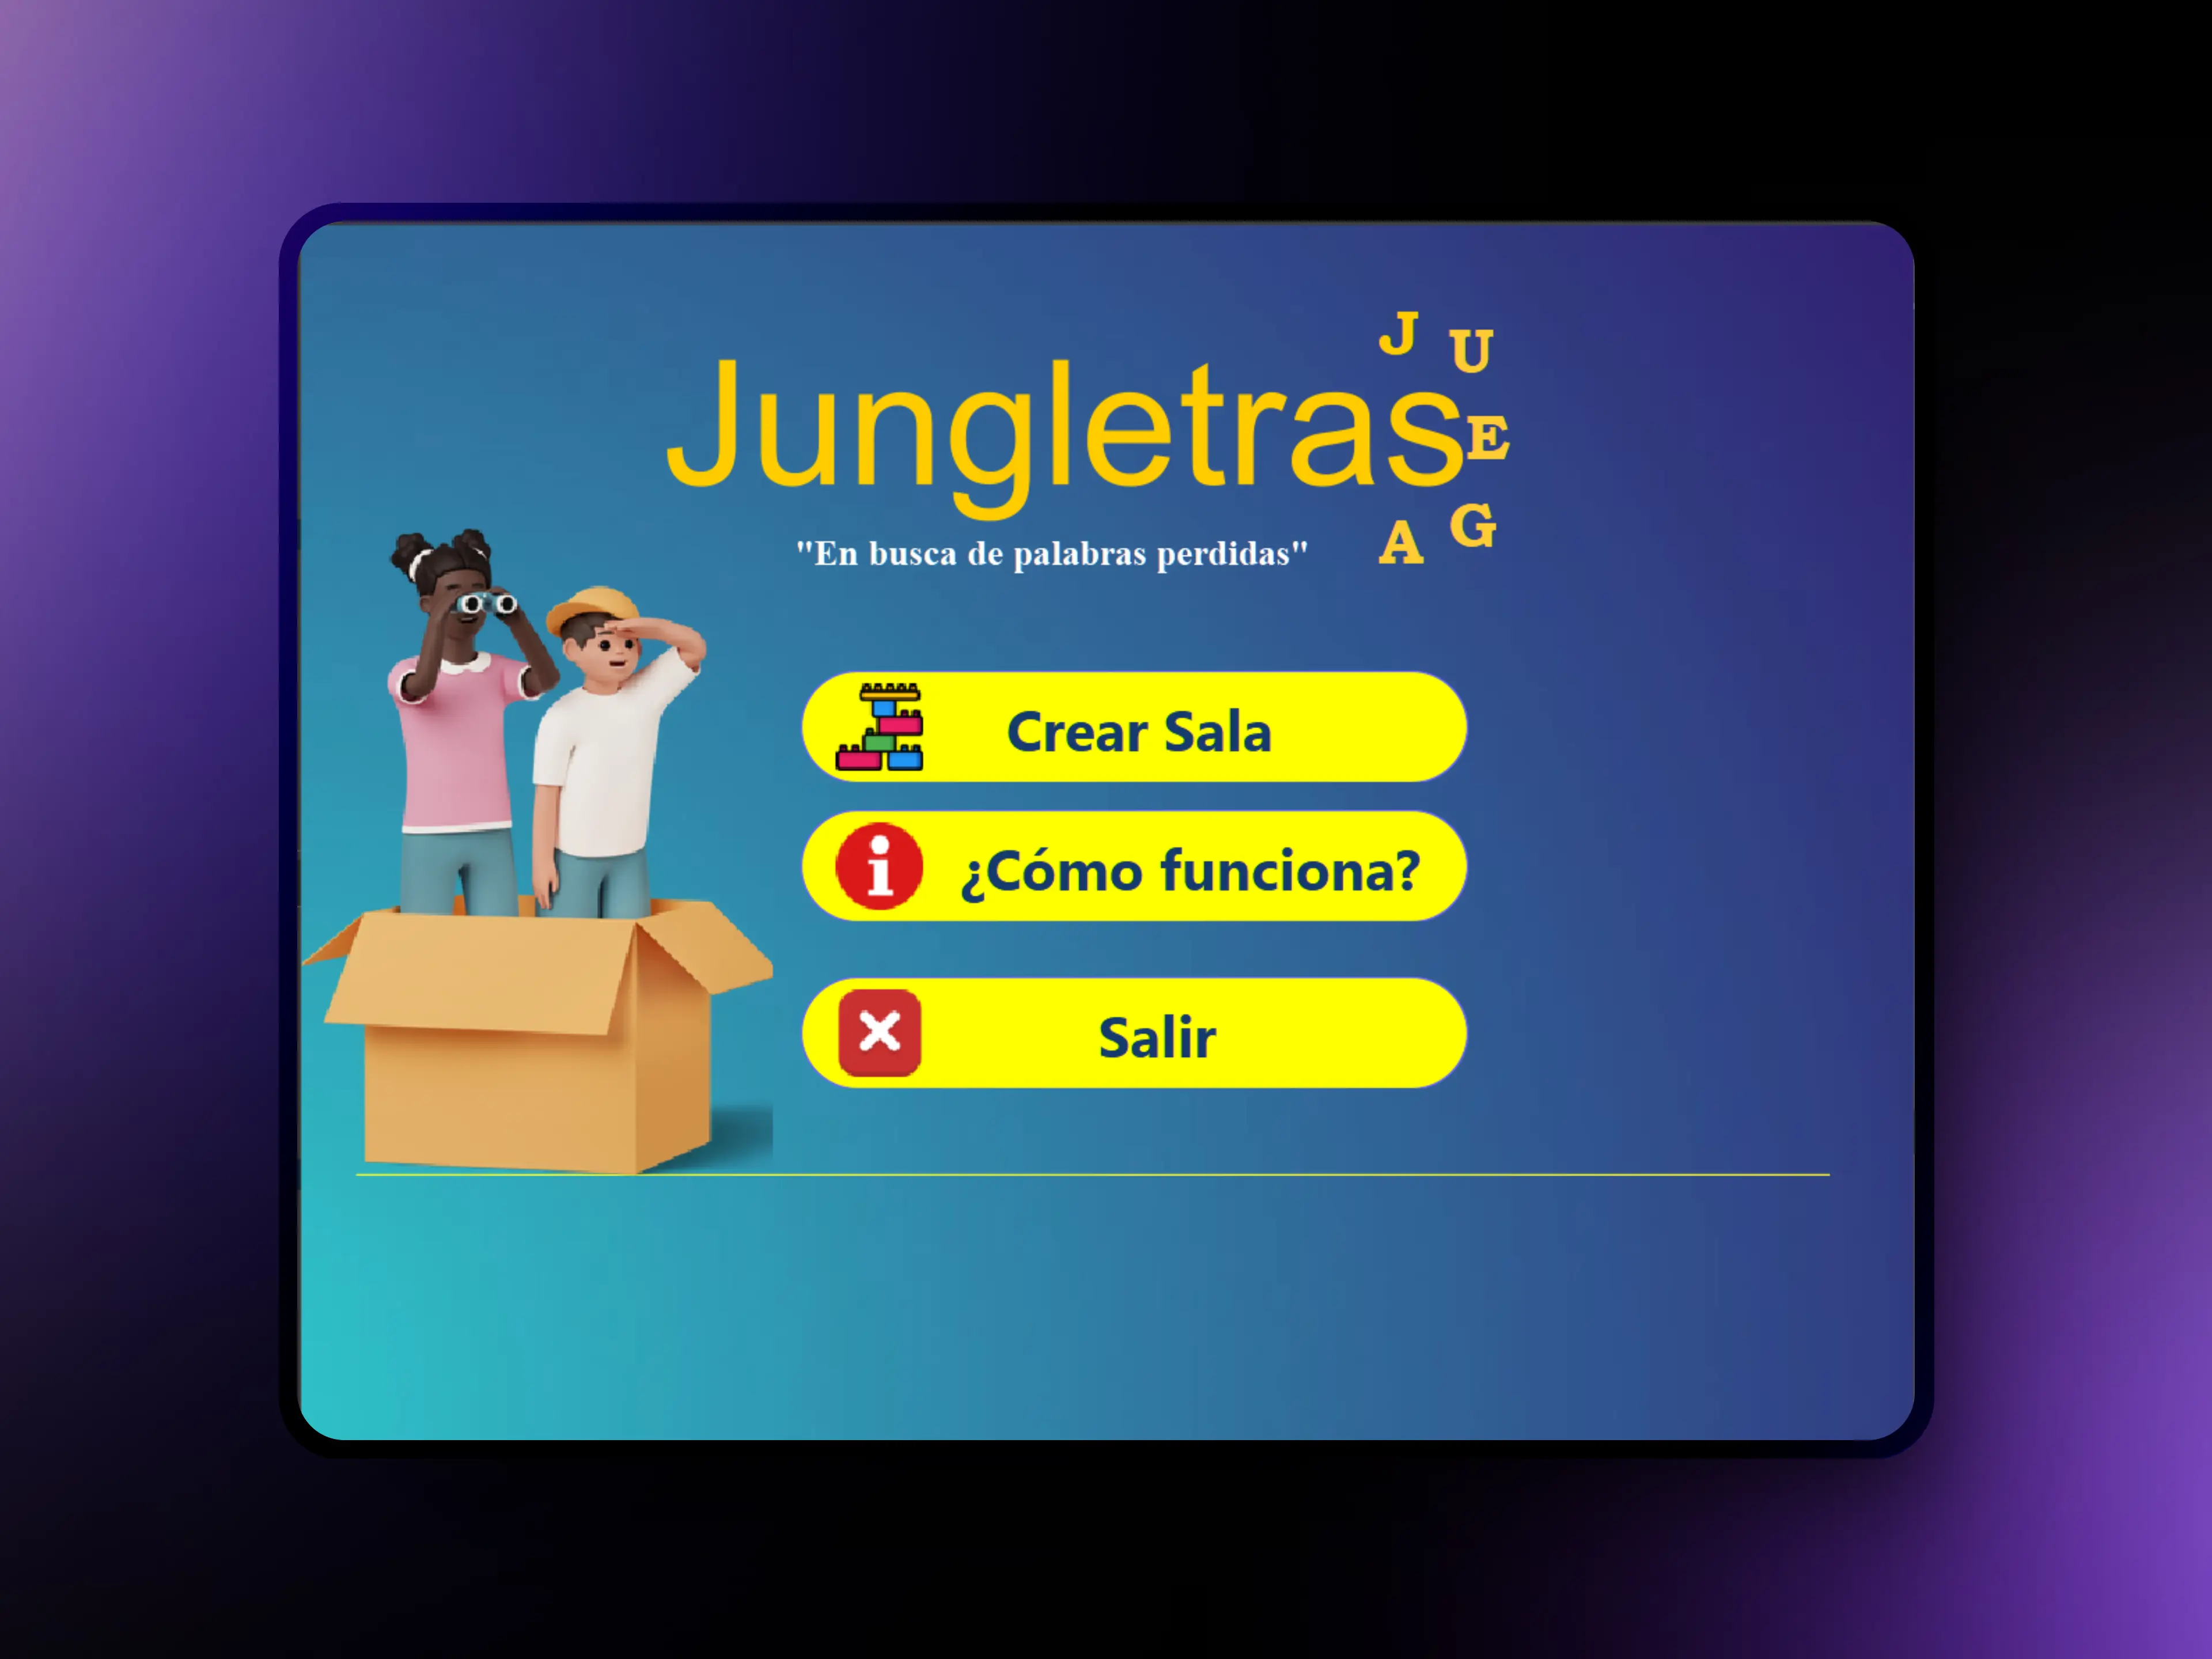 Jungletras
J U E G A
"En busca de palabras perdidas"
Crear Sala
¿Cómo funciona?
Salir